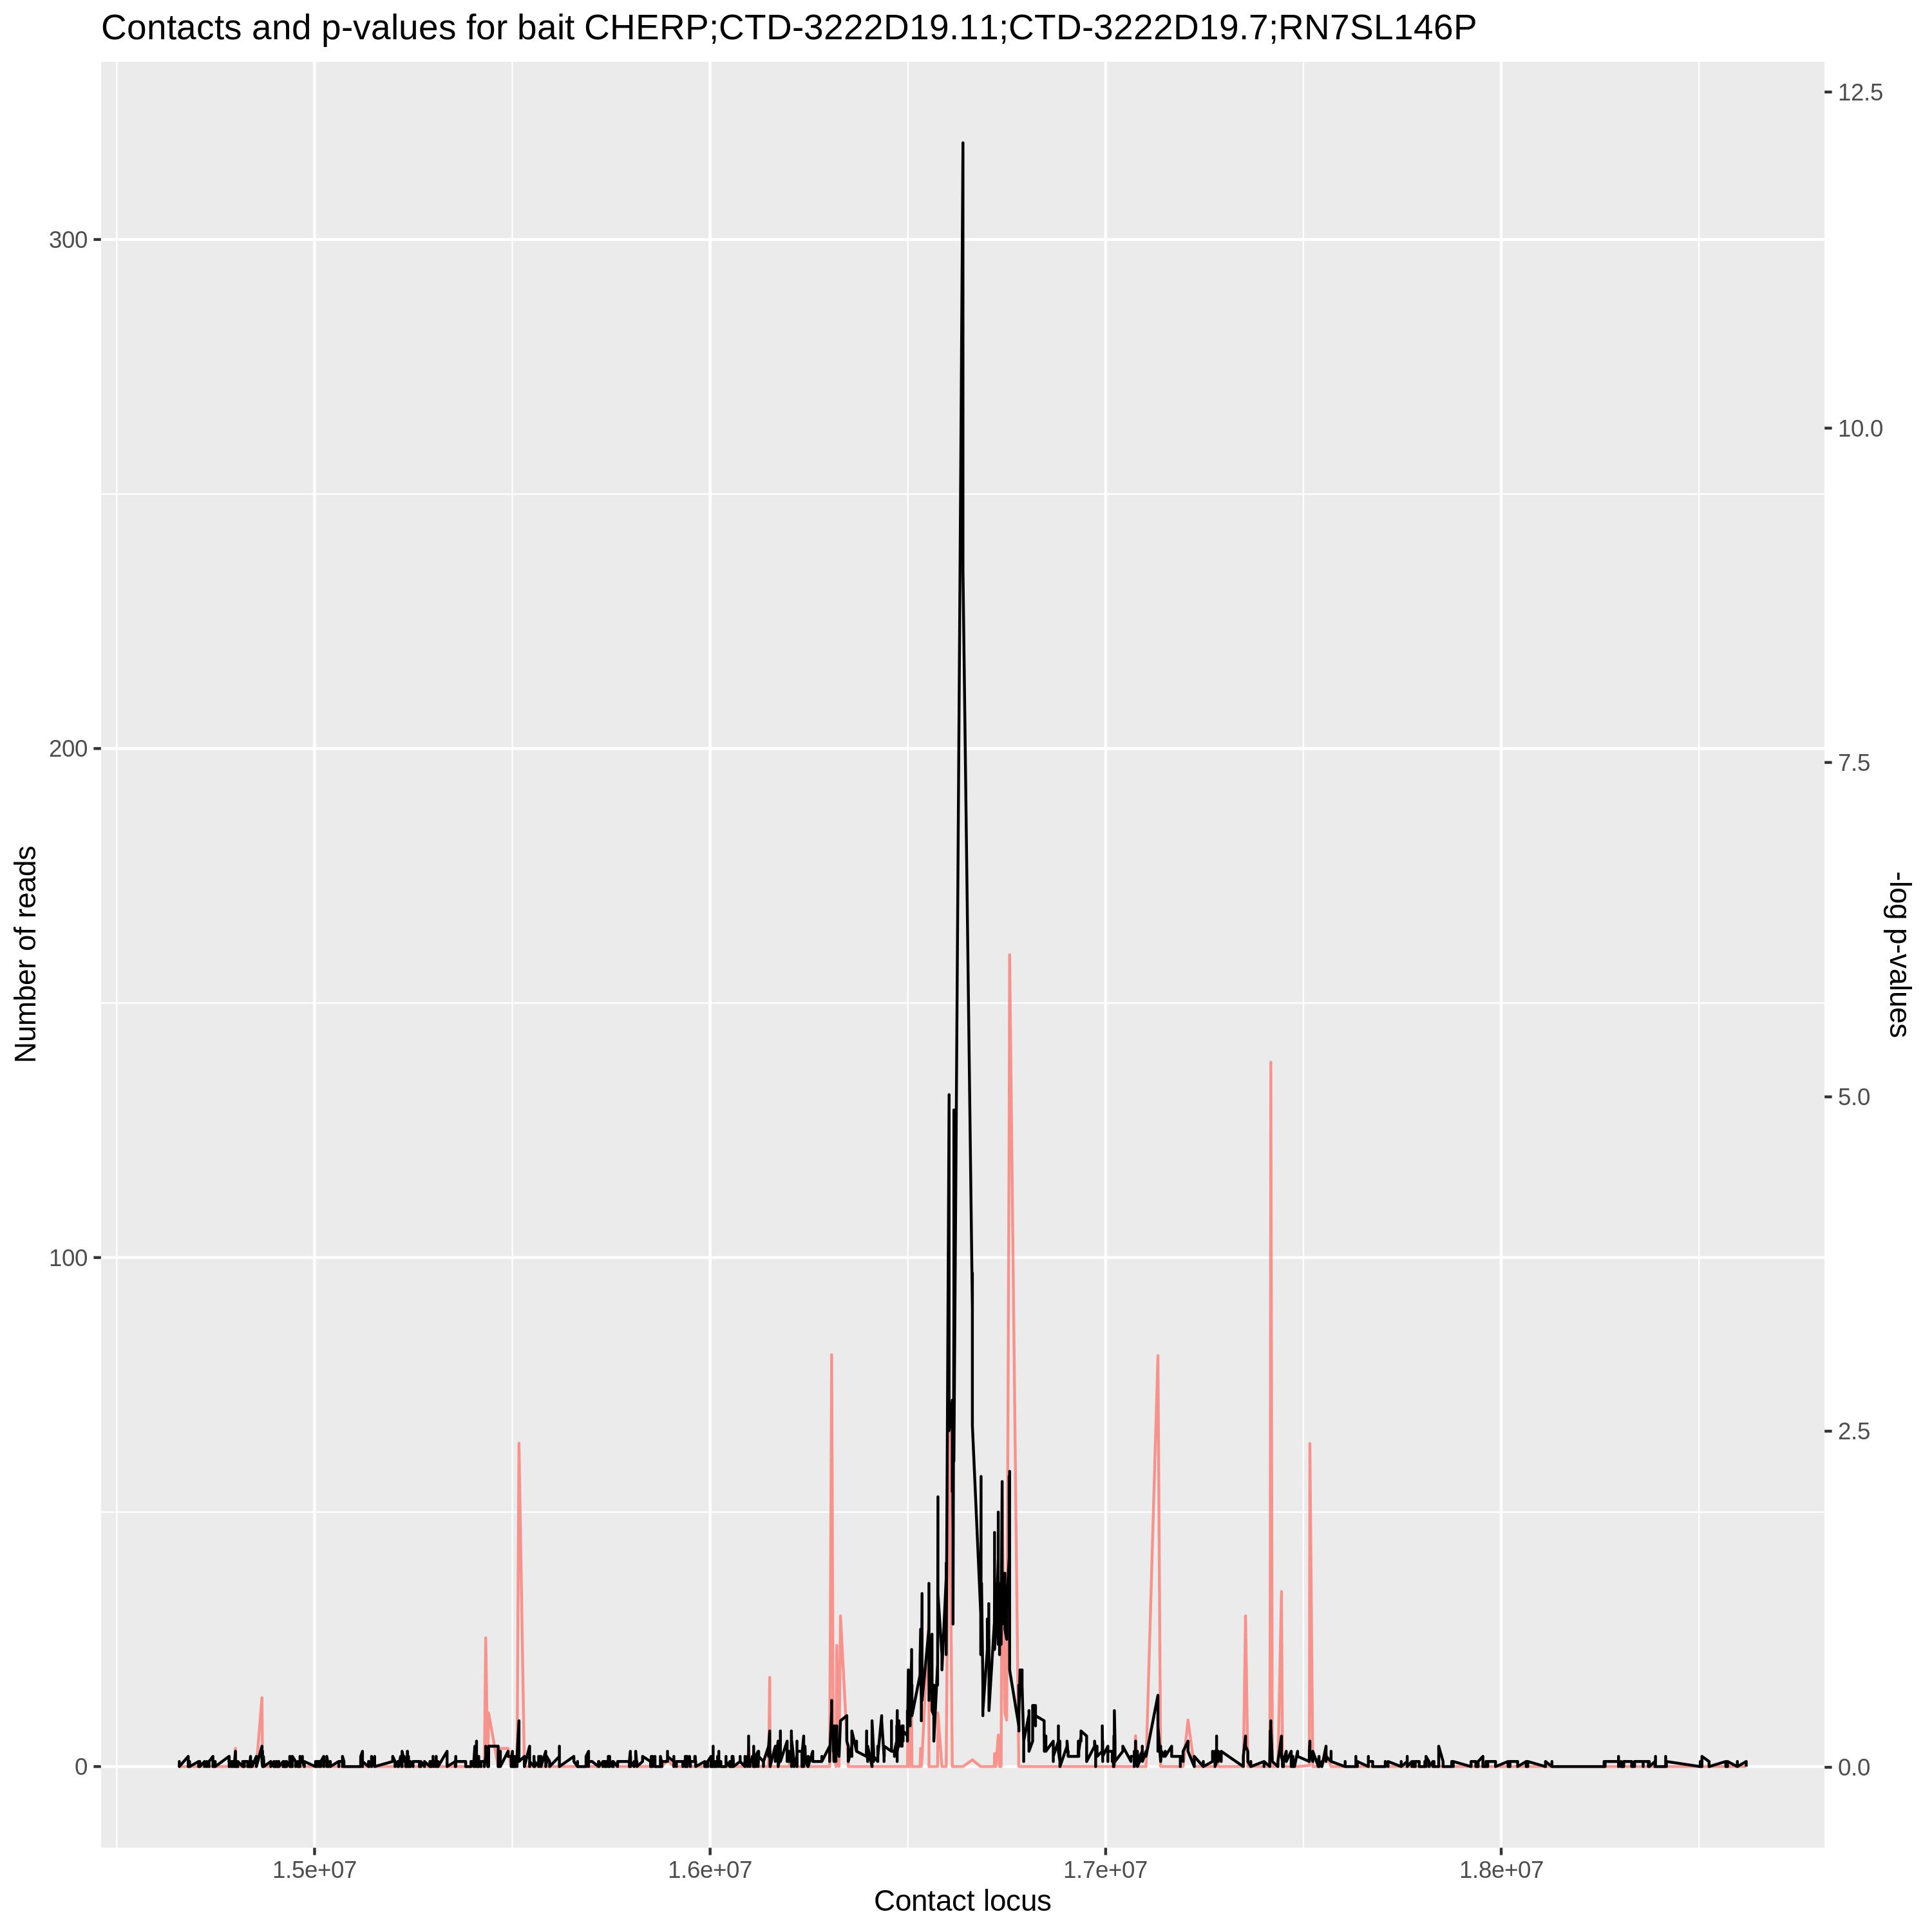 Contacts and p-values for bait CHERP;CTD-3222D19.11;CTD-3222D19.7;RN7SL146P
Number of reads
300
200
100
0
12.5
10.0
7.5
5.0
2.5
0.0
-log p-values
1.5e+07
1.6e+07
1.7e+07
1.8e+07
Contact locus